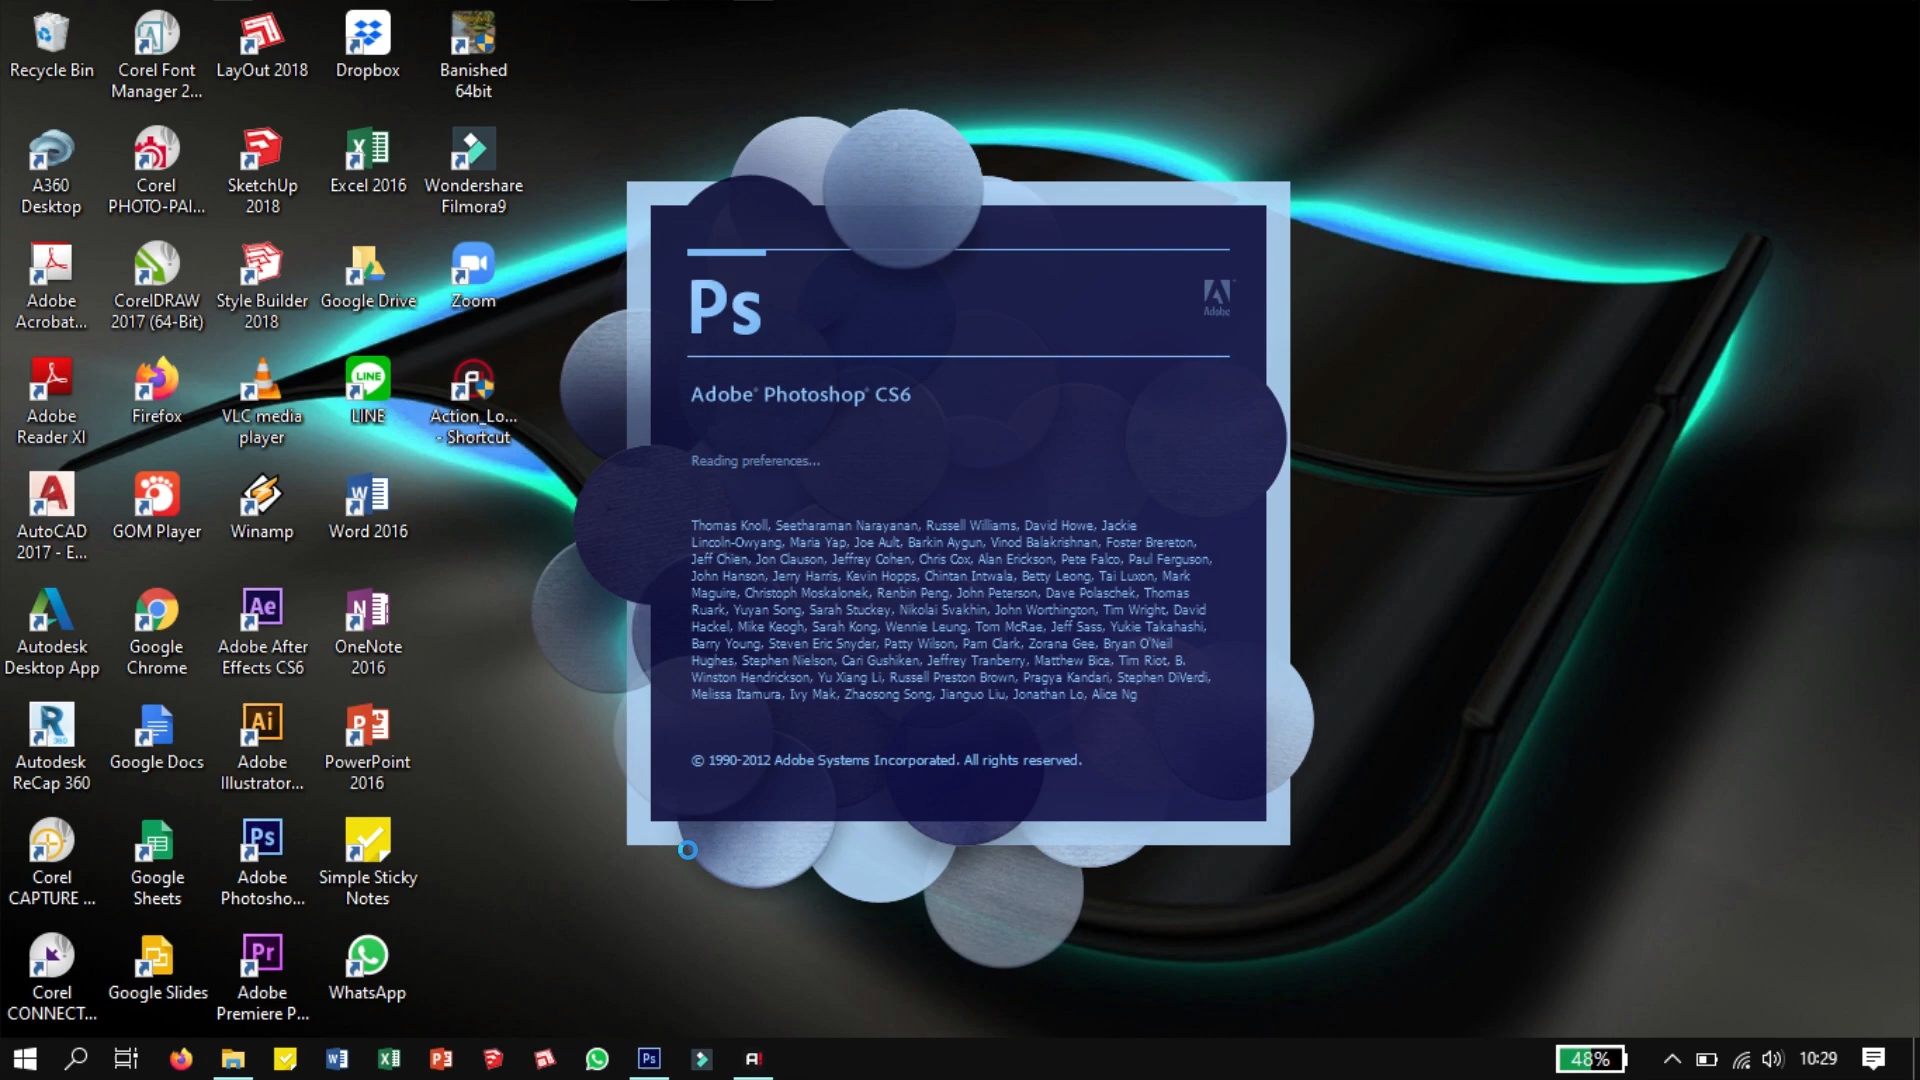 Recycle Bin
Corel Font
Manager 2...
LayOut 2018
Dropbox
Banished
64bit
A360
Desktop
Corel
PHOTO-PAI...
SketchUp
2018
Excel 2016
Wondershare
Filmora9
Adobe
Acrobat...
CorelDRAW
2017 (64-Bit)
Style Builder
2018
Google Drive
Zoom
Adobe
Reader XI
Firefox
VLC media
player
LINE
LINE
Action_Lo...
- Shortcut
AutoCAD
2017 - E...
GOM Player
Winamp
Word 2016
Autodesk
Desktop App
Google
Chrome
Ae
Adobe After
Effects CS6
OneNote
2016
360
Autodesk
ReCap 360
Google Docs
Ai
Adobe
Illustrator...
PowerPoint
2016
Corel
CAPTURE ...
Google
Sheets
Ps
Adobe
Photosho...
Simple Sticky
Notes
Corel
CONNECT...
Google Slides
Pr
Adobe
Premiere P...
WhatsApp
Ps
Adobe
Adobe® Photoshop® CS6
Reading preferences...
Thomas Knoll, Seetharaman Narayanan, Russell Williams, David Howe, Jackie
Lincoln-Owyang, Maria Yap, Joe Ault, Barkin Aygun, Vinod Balakrishnan, Foster Brereton,
Jeff Chien, Jon Clauson, Jeffrey Cohen, Chris Cox, Alan Erickson, Pete Falco, Paul Ferguson,
John Hanson, Jerry Harris, Kevin Hopps, Chintan Intwala, Betty Leong, Tai Luxon, Mark
Maguire, Christoph Moskalonek, Renbin Peng, John Peterson, Dave Polaschek, Thomas
Ruark, Yuyan Song, Sarah Stuckey, Nikolai Svakhin, John Worthington, Tim Wright, David
Hackel, Mike Keogh, Sarah Kong, Wennie Leung, Tom McRae, Jeff Sass, Yukie Takahashi,
Barry Young, Steven Eric Snyder, Patty Wilson, Pam Clark, Zorana Gee, Bryan O'Neil
Hughes, Stephen Nielson, Cari Gushiken, Jeffrey Tranberry, Matthew Bice, Tim Riot, B.
Winston Hendrickson, Yu Xiang Li, Russell Preston Brown, Pragya Kandari, Stephen DiVerdi,
Melissa Itamura, Ivy Mak, Zhaosong Song, Jianguo Liu, Jonathan Lo, Alice Ng
© 1990-2012 Adobe Systems Incorporated. All rights reserved.
Ps
A!
48%
10:29